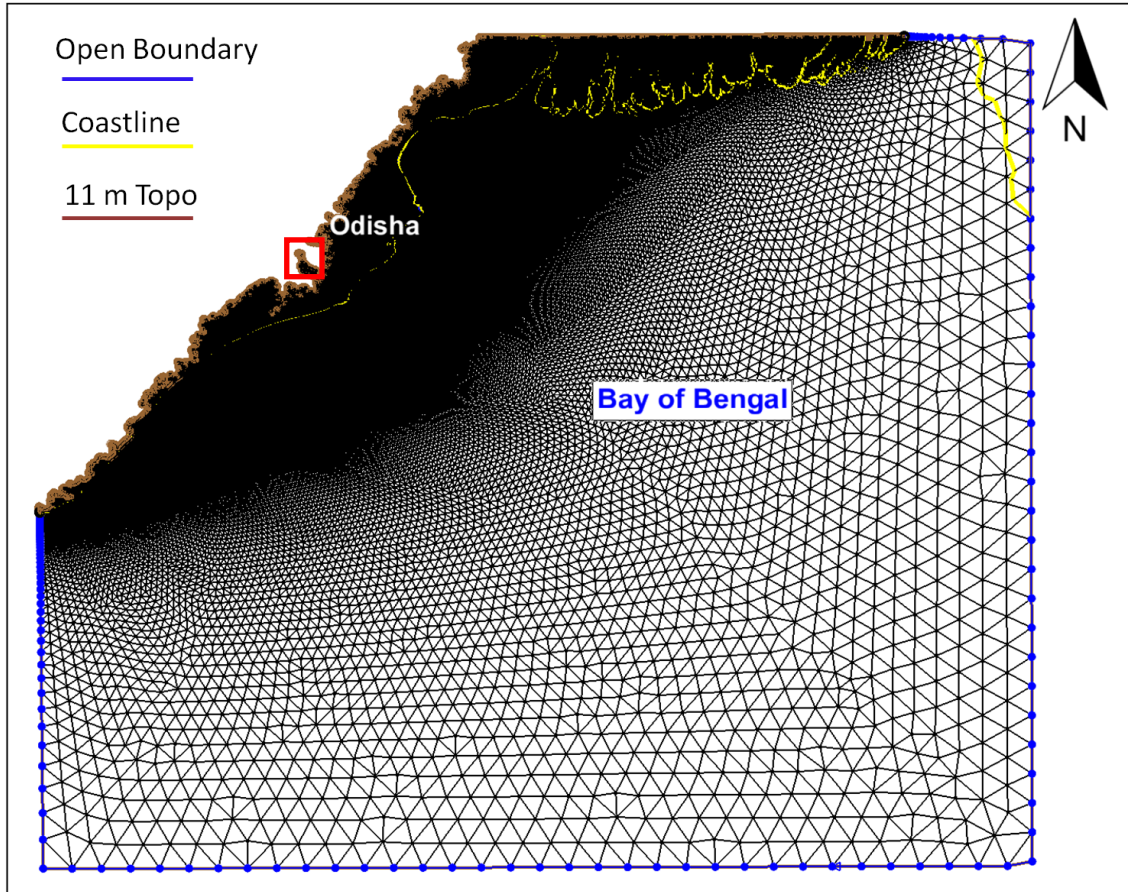 Open Boundary
Coastline
11 m Topo
N
Odisha
Bay of Bengal